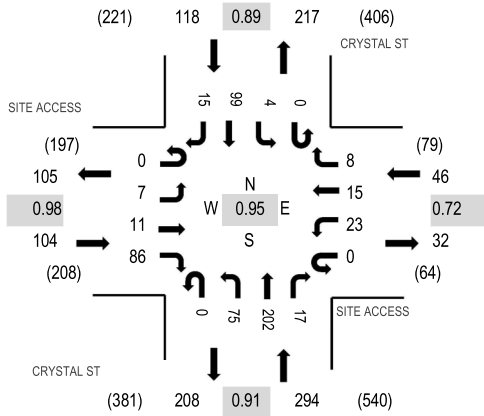 (221) 118 0.89 217 (406)
CRYSTAL ST
SITE ACCESS
15 99 4 0
(197) (79)
105 0 8 46
0.98 7 N 15 0.72
W 0.95 E
104 11 S 23 32
(208) 86 0 (64)
0 75 202 17
SITE ACCESS
CRYSTAL ST
(381) 208 0.91 294 (540)